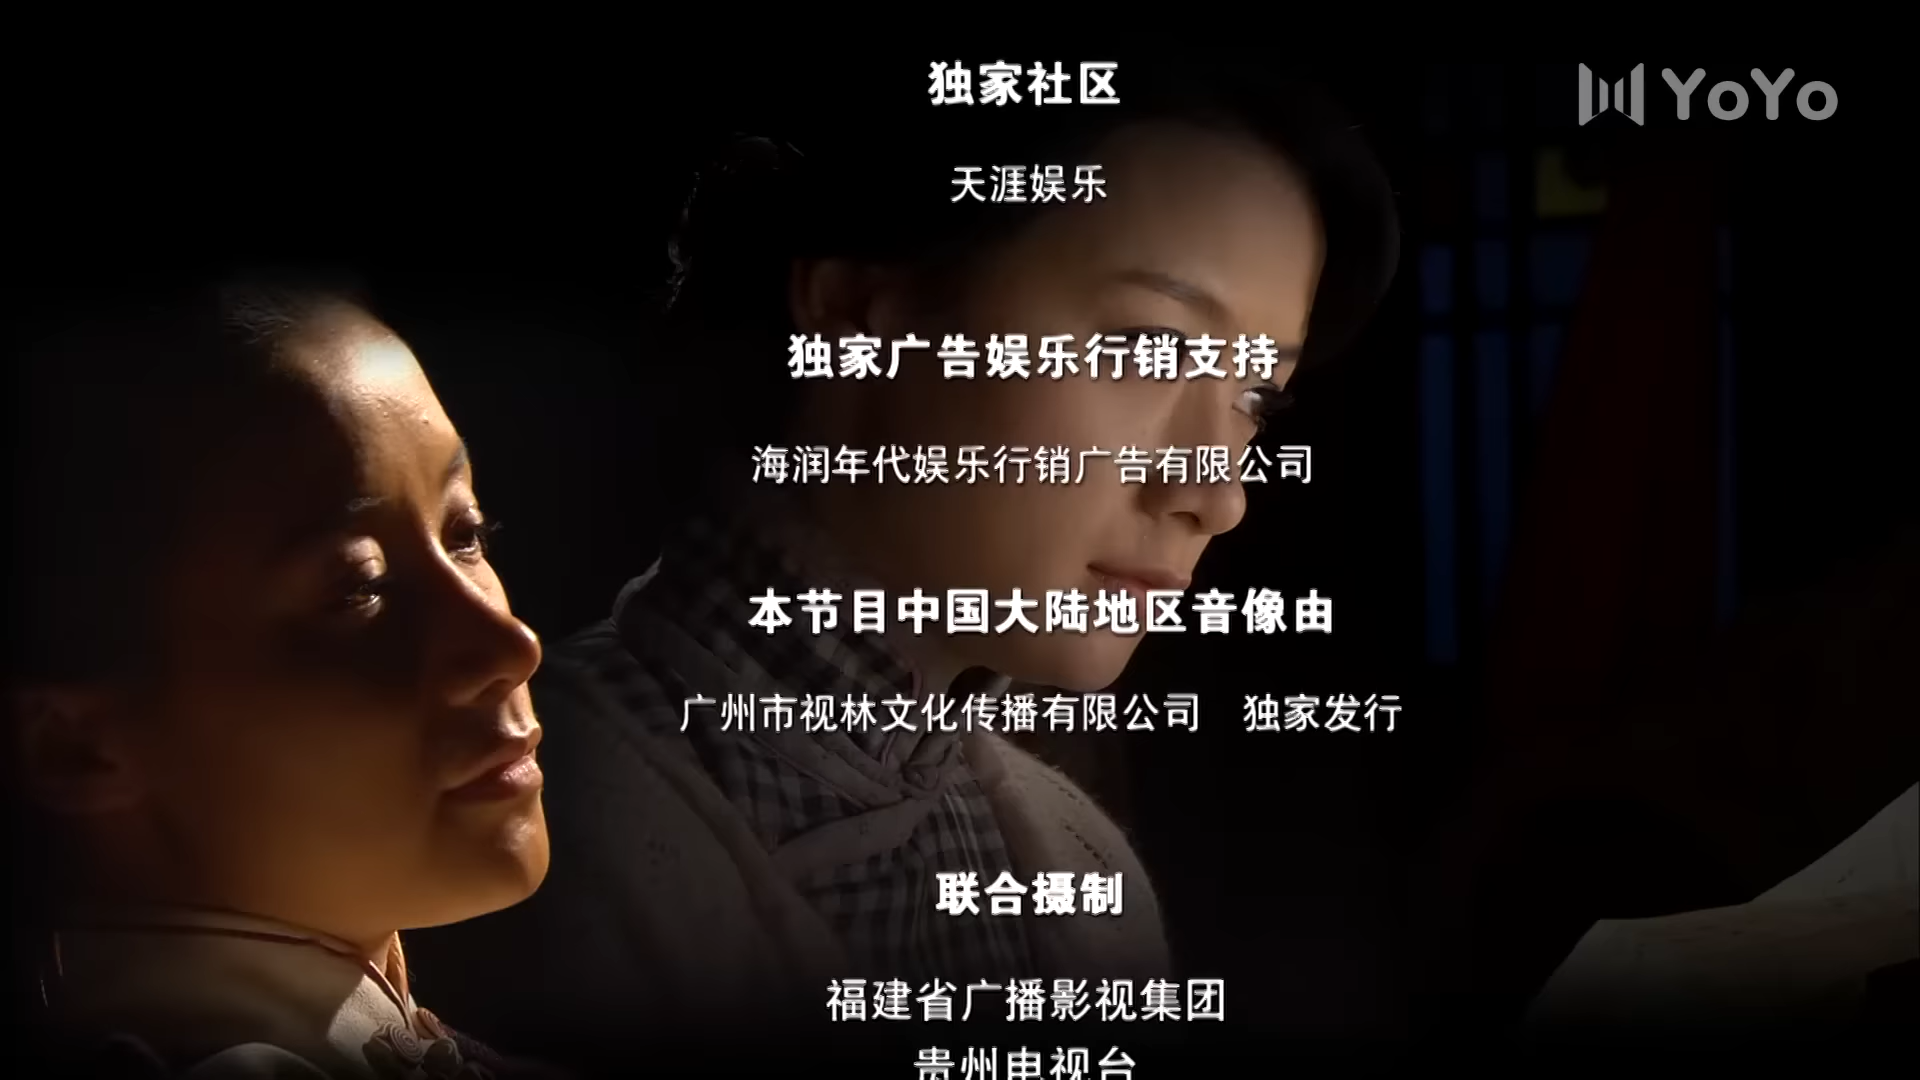 独家社区
YoYo
天涯娱乐
独家广告娱乐行销支持
海润年代娱乐行销广告有限公司
本节目中国大陆地区音像由
广州市视林文化传播有限公司　独家发行
联合摄制
福建省广播影视集团
贵州电视台